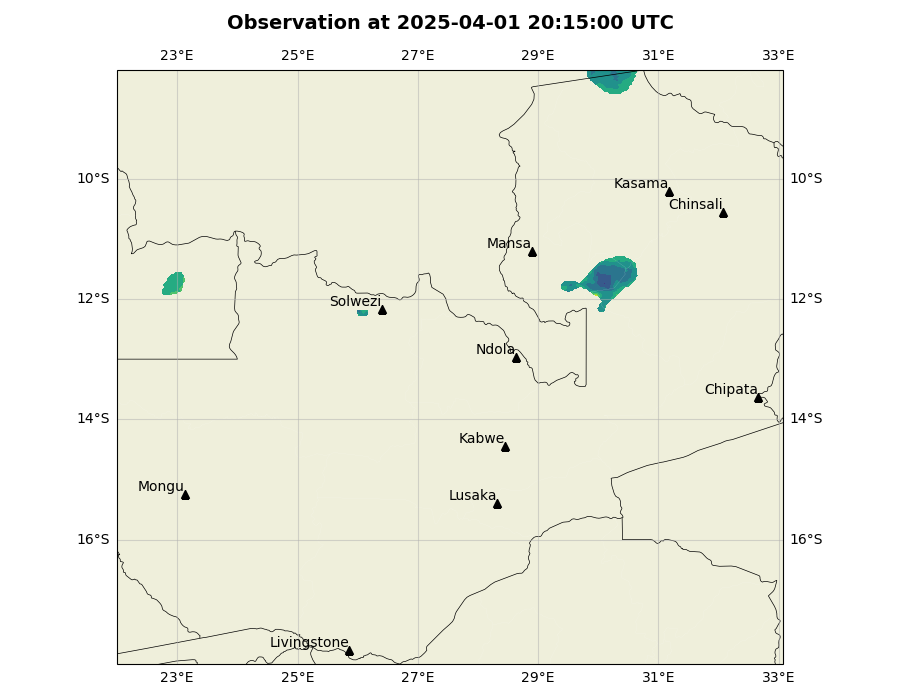 Observation at 2025-04-01 20:15:00 UTC
23°E 25°E 27°E 29°E 31°E 33°E
10°S 10°S
Kasama
Chinsali
Mansa
12°S 12°S
Solwezi
Ndola
Chipata
14°S 14°S
Kabwe
Mongu
Lusaka
16°S 16°S
Livingstone
23°E 25°E 27°E 29°E 31°E 33°E